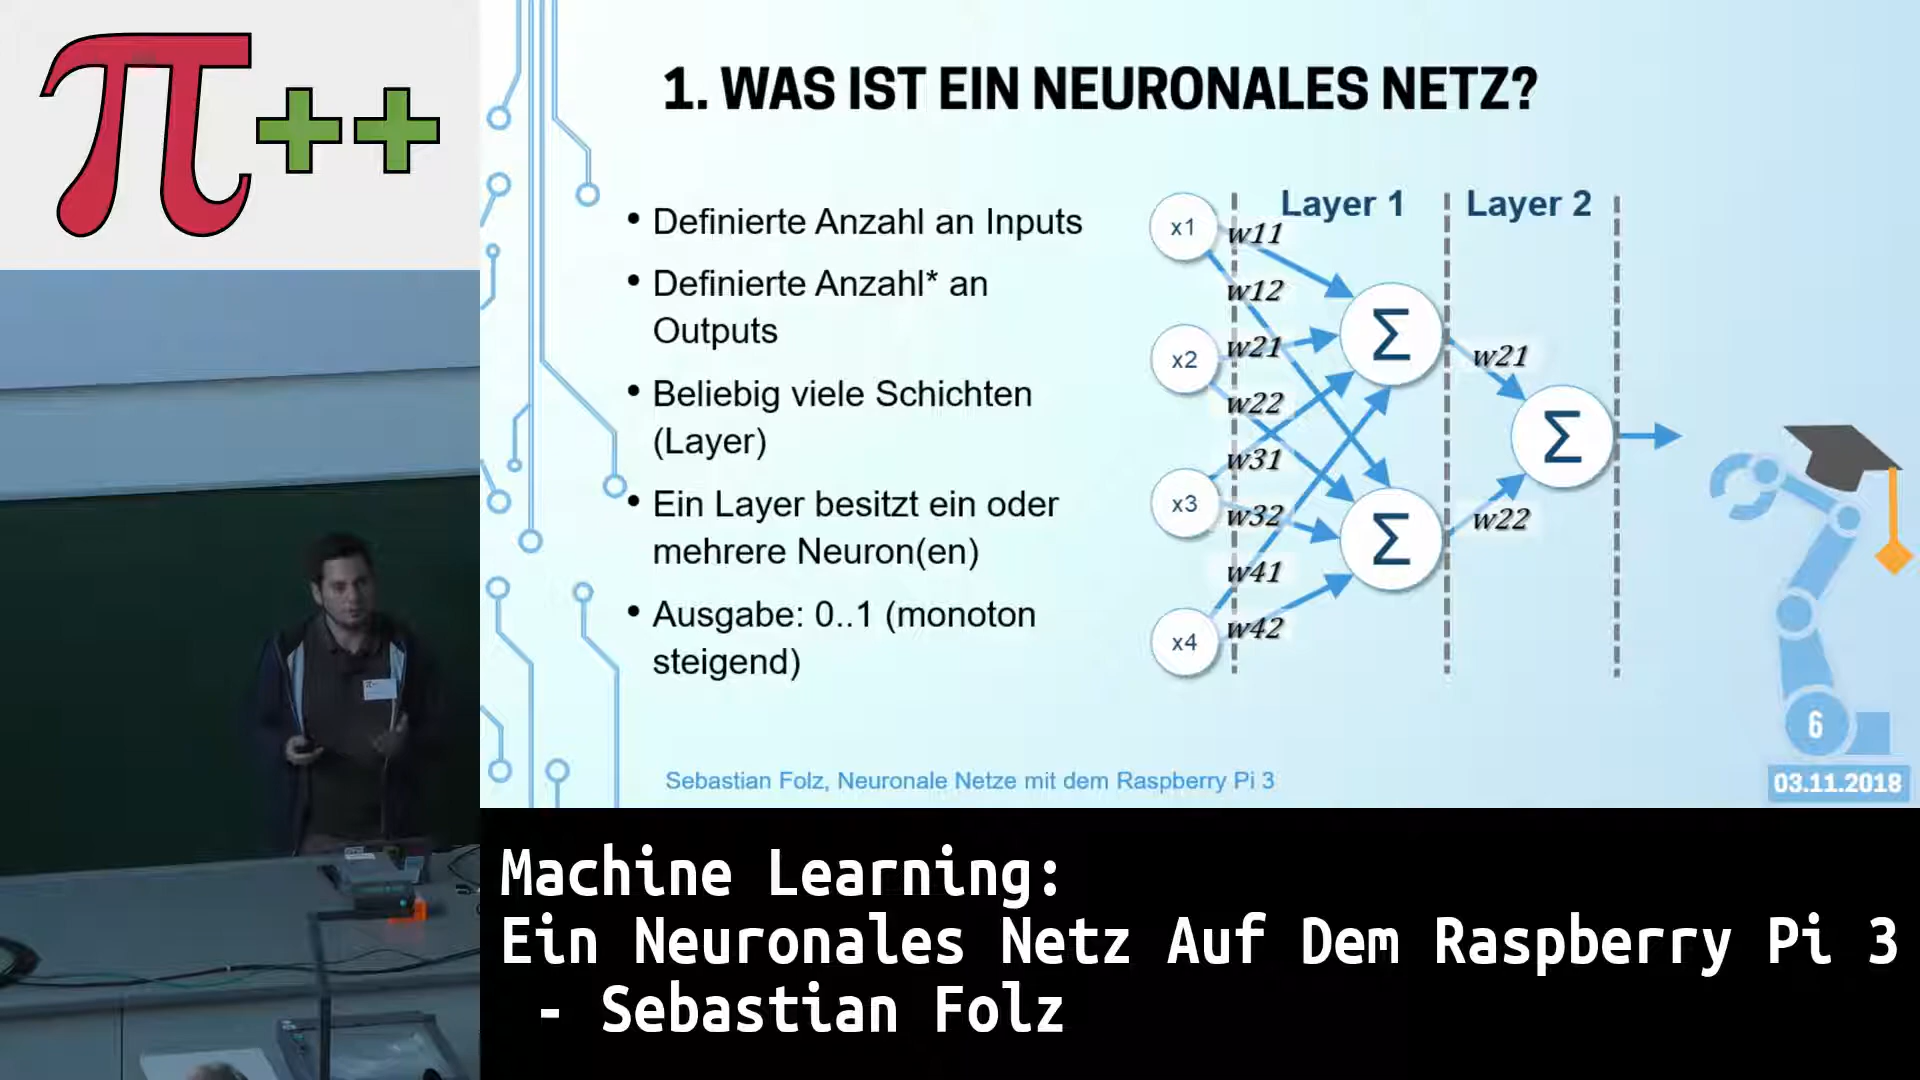 π++
1. WAS IST EIN NEURONALES NETZ?
• Definierte Anzahl an Inputs
• Definierte Anzahl* an
Outputs
• Beliebig viele Schichten
(Layer)
• Ein Layer besitzt ein oder
mehrere Neuron(en)
• Ausgabe: 0..1 (monoton
steigend)
Layer 1
Layer 2
x1
x2
x3
x4
w11
w12
w21
w22
w31
w32
w41
w42
Σ
Σ
w21
w22
Σ
6
Sebastian Folz, Neuronale Netze mit dem Raspberry Pi 3
03.11.2018
Machine Learning:
Ein Neuronales Netz Auf Dem Raspberry Pi 3
- Sebastian Folz